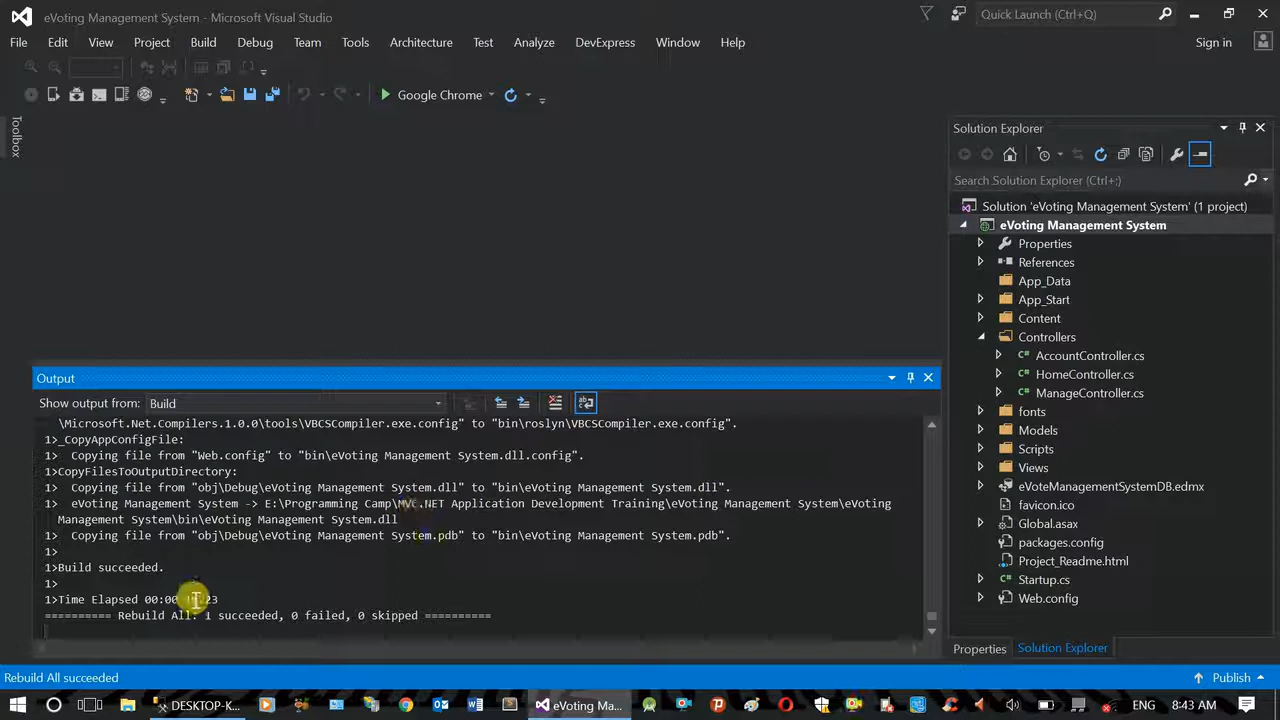 eVoting Management System - Microsoft Visual Studio
Quick Launch (Ctrl+Q)
File Edit View Project Build Debug Team Tools Architecture Test Analyze DevExpress Window Help
Sign in
Google Chrome
Toolbox
Solution Explorer
Search Solution Explorer (Ctrl+;)
Solution 'eVoting Management System' (1 project)
eVoting Management System
Properties
References
App_Data
App_Start
Content
Controllers
AccountController.cs
HomeController.cs
ManageController.cs
fonts
Models
Scripts
Views
eVoteManagementSystemDB.edmx
favicon.ico
Global.asax
packages.config
Project_Readme.html
Startup.cs
Web.config
Properties Solution Explorer
Output
Show output from: Build
\Microsoft.Net.Compilers.1.0.0\tools\VBCSCompiler.exe.config" to "bin\roslyn\VBCSCompiler.exe.config".
1>_CopyAppConfigFile:
1> Copying file from "Web.config" to "bin\eVoting Management System.dll.config".
1>CopyFilesToOutputDirectory:
1> Copying file from "obj\Debug\eVoting Management System.dll" to "bin\eVoting Management System.dll".
1> eVoting Management System -> E:\Programming Camp\MVC.NET Application Development Training\eVoting Management System\eVoting
Management System\bin\eVoting Management System.dll
1> Copying file from "obj\Debug\eVoting Management System.pdb" to "bin\eVoting Management System.pdb".
1>
1>Build succeeded.
1>
1>Time Elapsed 00:00
========== Rebuild All: 1 succeeded, 0 failed, 0 skipped ==========
Rebuild All succeeded
Publish
DESKTOP-K...
eVoting Ma...
ENG
8:43 AM